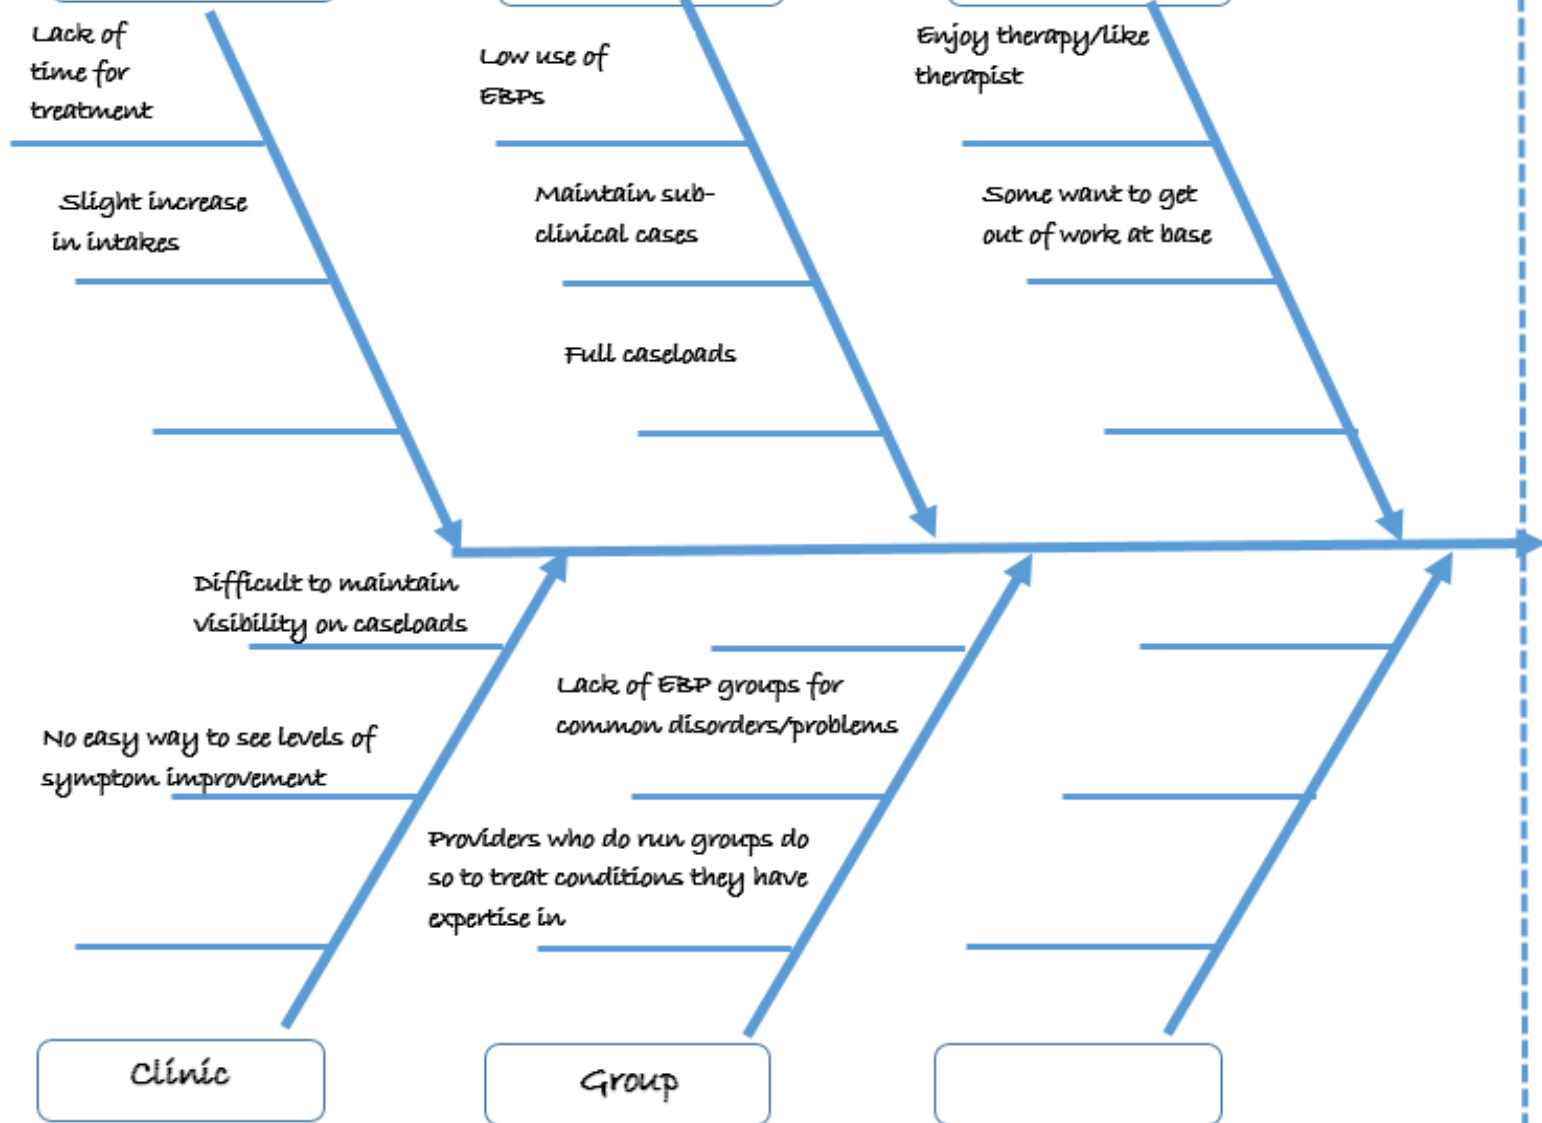 Lack of
time for
treatment
Slight increase
in intakes
Low use of
EBPs
Maintain sub-
clinical cases
Full caseloads
Enjoy therapy/like
therapist
Some want to get
out of work at base
Difficult to maintain
visibility on caseloads
No easy way to see levels of
symptom improvement
Lack of EBP groups for
common disorders/problems
Providers who do run groups do
so to treat conditions they have
expertise in
Clinic
Group